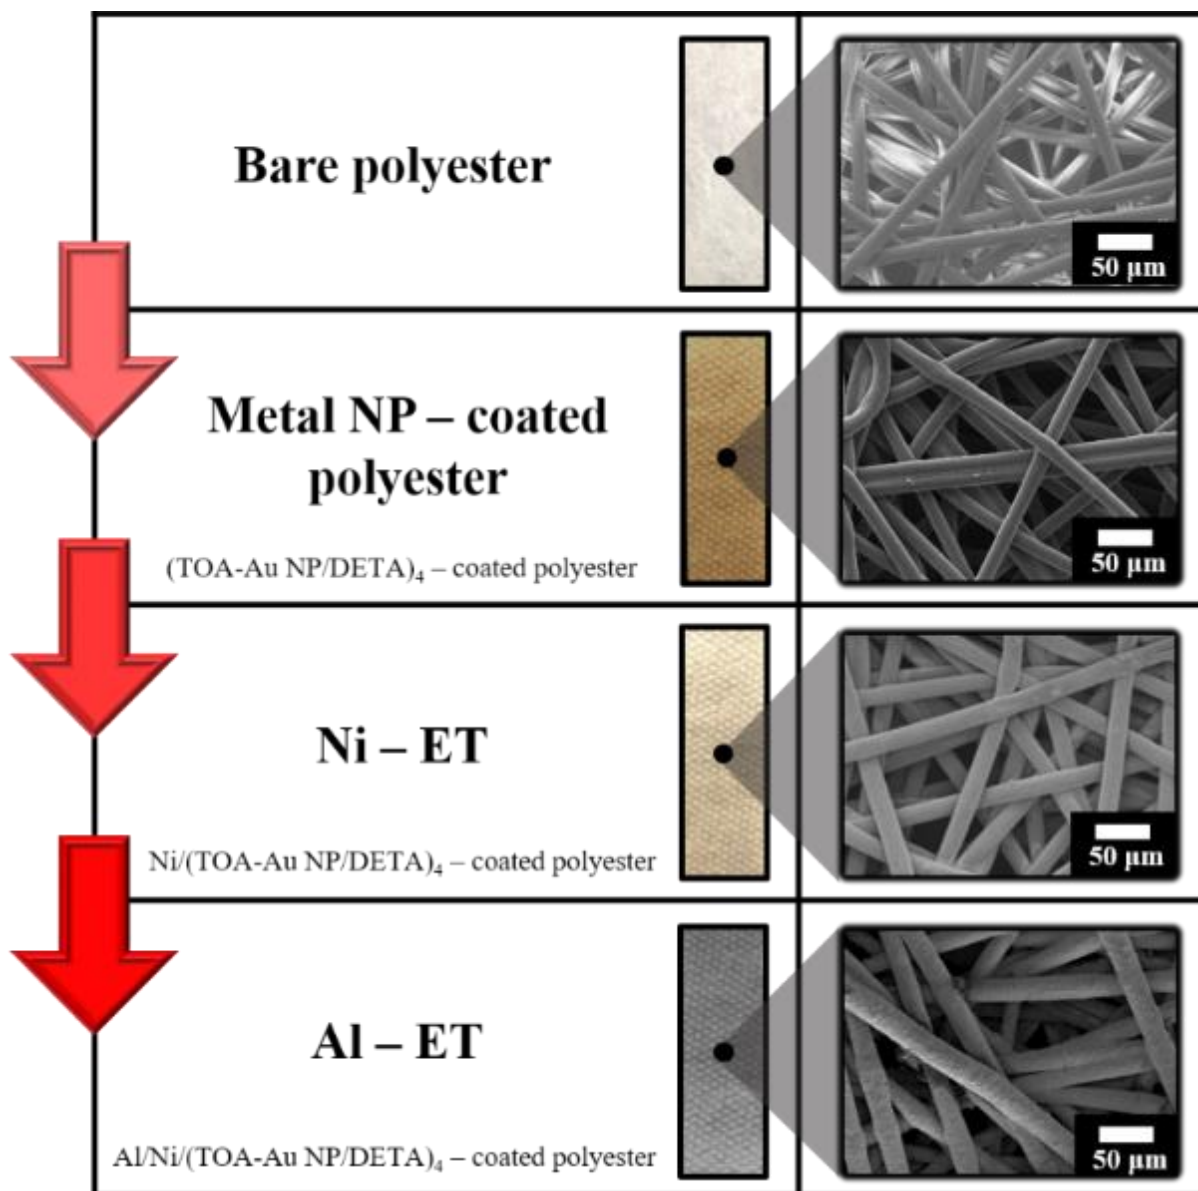 Bare polyester
50 μm
Metal NP – coated
polyester
(TOA-Au NP/DETA)₄ – coated polyester
50 μm
Ni – ET
Ni/(TOA-Au NP/DETA)₄ – coated polyester
50 μm
Al – ET
Al/Ni/(TOA-Au NP/DETA)₄ – coated polyester
50 μm